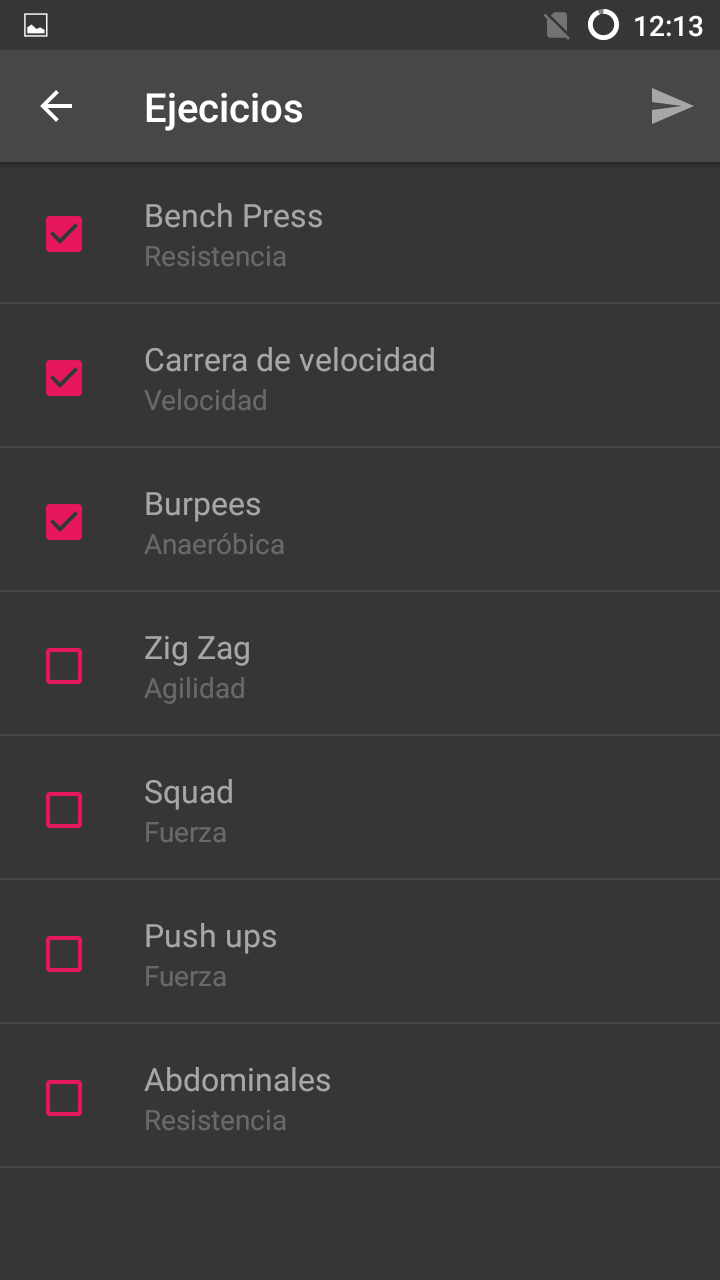 12:13
Ejecicios
Bench Press
Resistencia
Carrera de velocidad
Velocidad
Burpees
Anaeróbica
Zig Zag
Agilidad
Squad
Fuerza
Push ups
Fuerza
Abdominales
Resistencia